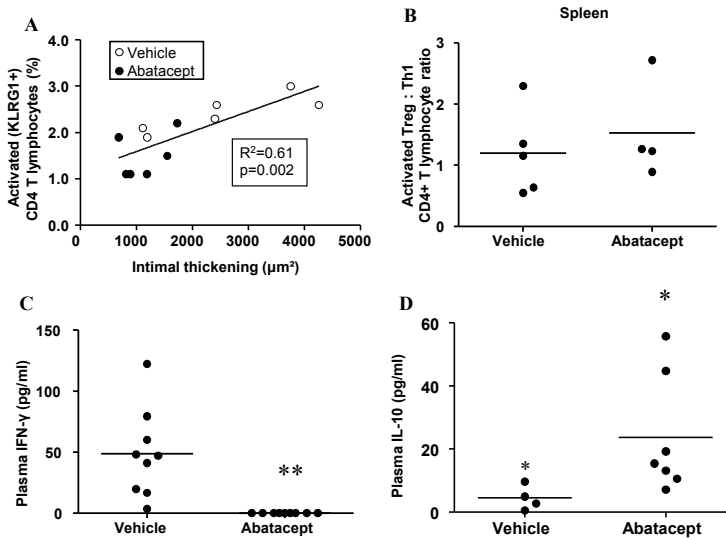 A
Activated (KLRG1+)
CD4 T lymphocytes (%)
4.0
3.0
2.0
1.0
0.0
Vehicle
Abatacept
R²=0.61
p=0.002
0
1000
2000
3000
4000
5000
Intimal thickening (µm²)
B
Spleen
Activated Treg : Th1
CD4+ T lymphocyte ratio
3
2
1
0
Vehicle
Abatacept
C
Plasma IFN-γ (pg/ml)
150
100
50
0
**
Vehicle
Abatacept
D
Plasma IL-10 (pg/ml)
60
40
20
0
*
*
Vehicle
Abatacept